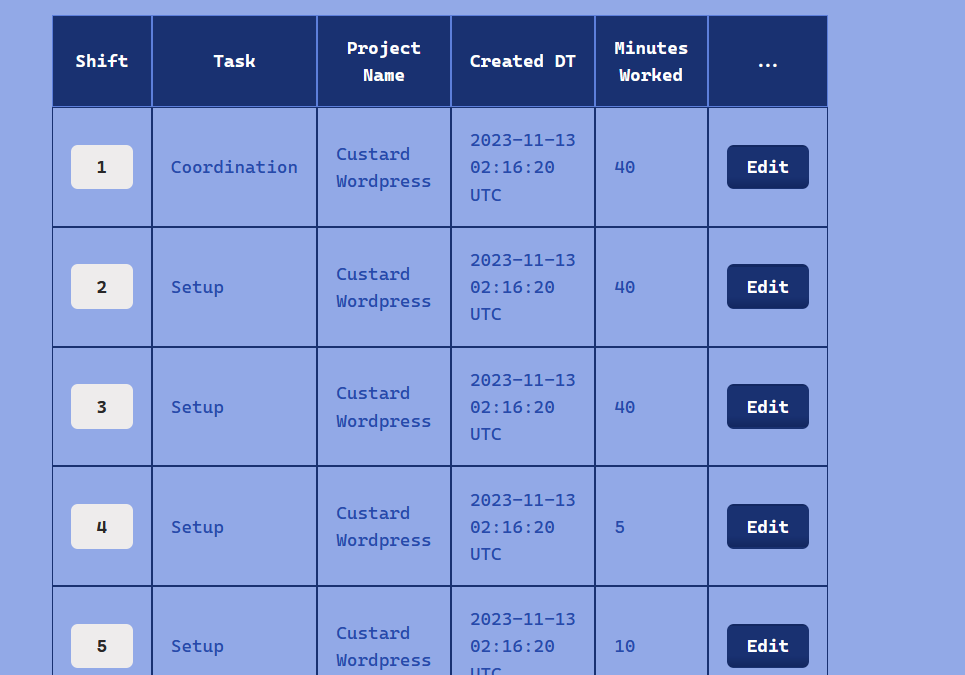 Shift Task Project Name Created DT Minutes Worked ...
1 Coordination Custard Wordpress 2023-11-13 02:16:20 UTC 40 Edit
2 Setup Custard Wordpress 2023-11-13 02:16:20 UTC 40 Edit
3 Setup Custard Wordpress 2023-11-13 02:16:20 UTC 40 Edit
4 Setup Custard Wordpress 2023-11-13 02:16:20 UTC 5 Edit
5 Setup Custard Wordpress 2023-11-13 02:16:20 UTC 10 Edit